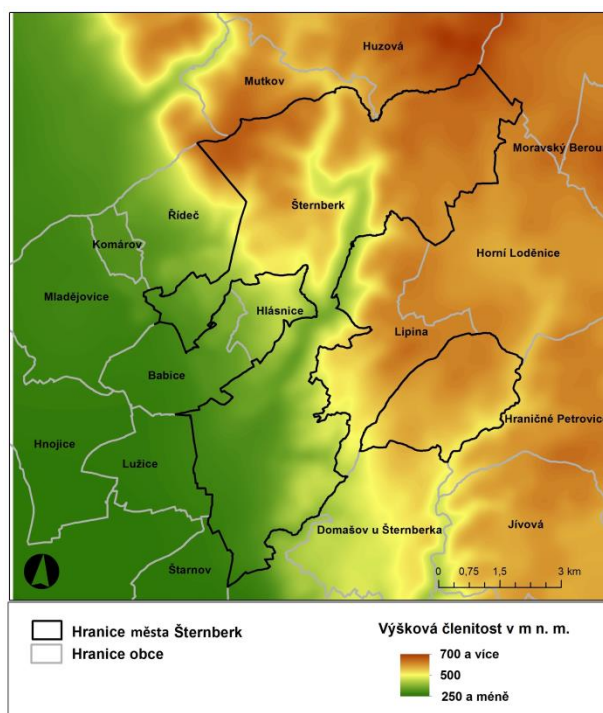 Huzová
Mutkov
Moravský Berou
Šternberk
Řídeč
Komárov
Horní Loděnice
Mladějovice
Hlásnice
Lipina
Babice
Hraničné Petrovice
Hnojice
Lužice
Domašov u Šternberka
Jívová
Štarnov
0 0,75 1,5 3 km
Hranice města Šternberk
Hranice obce
Výšková členitost v m n. m.
700 a více
500
250 a méně